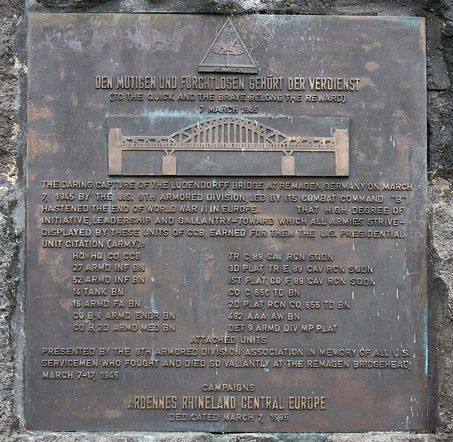 REMAGEN
DEN MUTIGEN UND FURCHTLOSEN GEHÖRT DER VERDIENST
(TO THE QUICK AND THE BRAVE BELONG THE REWARD)
7 MARCH 1945
THE DARING CAPTURE OF THE LUDENDORFF BRIDGE AT REMAGEN, GERMANY ON MARCH
7, 1945 BY THE U.S. 9TH ARMORED DIVISION, LED BY ITS COMBAT COMMAND "B",
HASTENED THE END OF WORLD WAR II IN EUROPE. THAT HIGH DEGREE OF
INITIATIVE, LEADERSHIP AND GALLANTRY—TOWARD WHICH ALL ARMIES STRIVE,
DISPLAYED BY THESE UNITS OF CCB, EARNED FOR THEM THE U.S. PRESIDENTIAL
UNIT CITATION (ARMY):
HQ-HQ CO, CCB TR C, 89 CAV RCN SQDN
27 ARMD INF BN 3D PLAT TR E, 89 CAV RCN SQDN
52 ARMD INF BN 1ST PLAT, CO F, 89 CAV RCN SQDN
14 TANK BN CO C, 656 TD BN
16 ARMD FA BN 2D PLAT RCN CO, 656 TD BN
CO B, 9 ARMD ENGR BN 482 AAA AW BN
CO B, 2D ARMD MED BN DET 9 ARMD DIV MP PLAT
ATTACHED UNITS
PRESENTED BY THE 9TH ARMORED DIVISION ASSOCIATION IN MEMORY OF ALL U.S.
SERVICEMEN WHO FOUGHT AND DIED SO VALIANTLY AT THE REMAGEN BRIDGEHEAD,
MARCH 7-17, 1945
CAMPAIGNS
ARDENNES RHINELAND CENTRAL EUROPE
DEDICATED MARCH 7, 1985